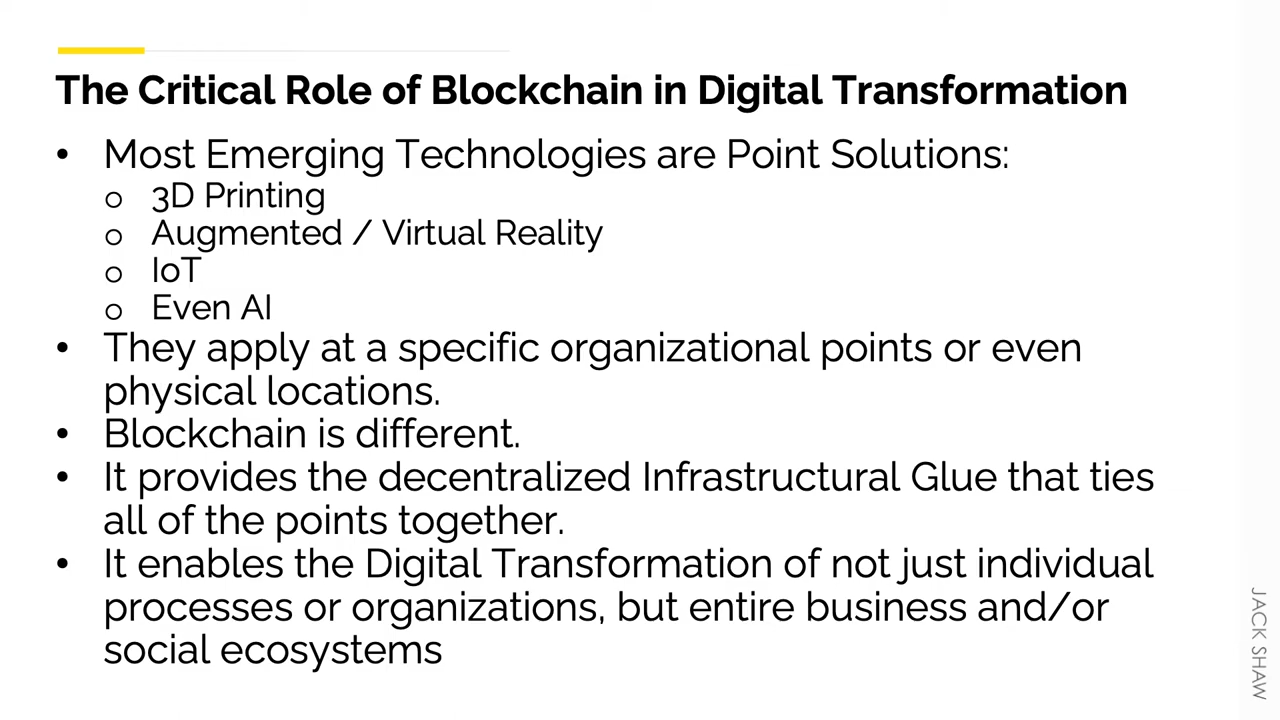 The Critical Role of Blockchain in Digital Transformation
• Most Emerging Technologies are Point Solutions:
o 3D Printing
o Augmented / Virtual Reality
o IoT
o Even AI
• They apply at a specific organizational points or even
physical locations.
• Blockchain is different.
• It provides the decentralized Infrastructural Glue that ties
all of the points together.
• It enables the Digital Transformation of not just individual
processes or organizations, but entire business and/or
social ecosystems
JACK SHAW